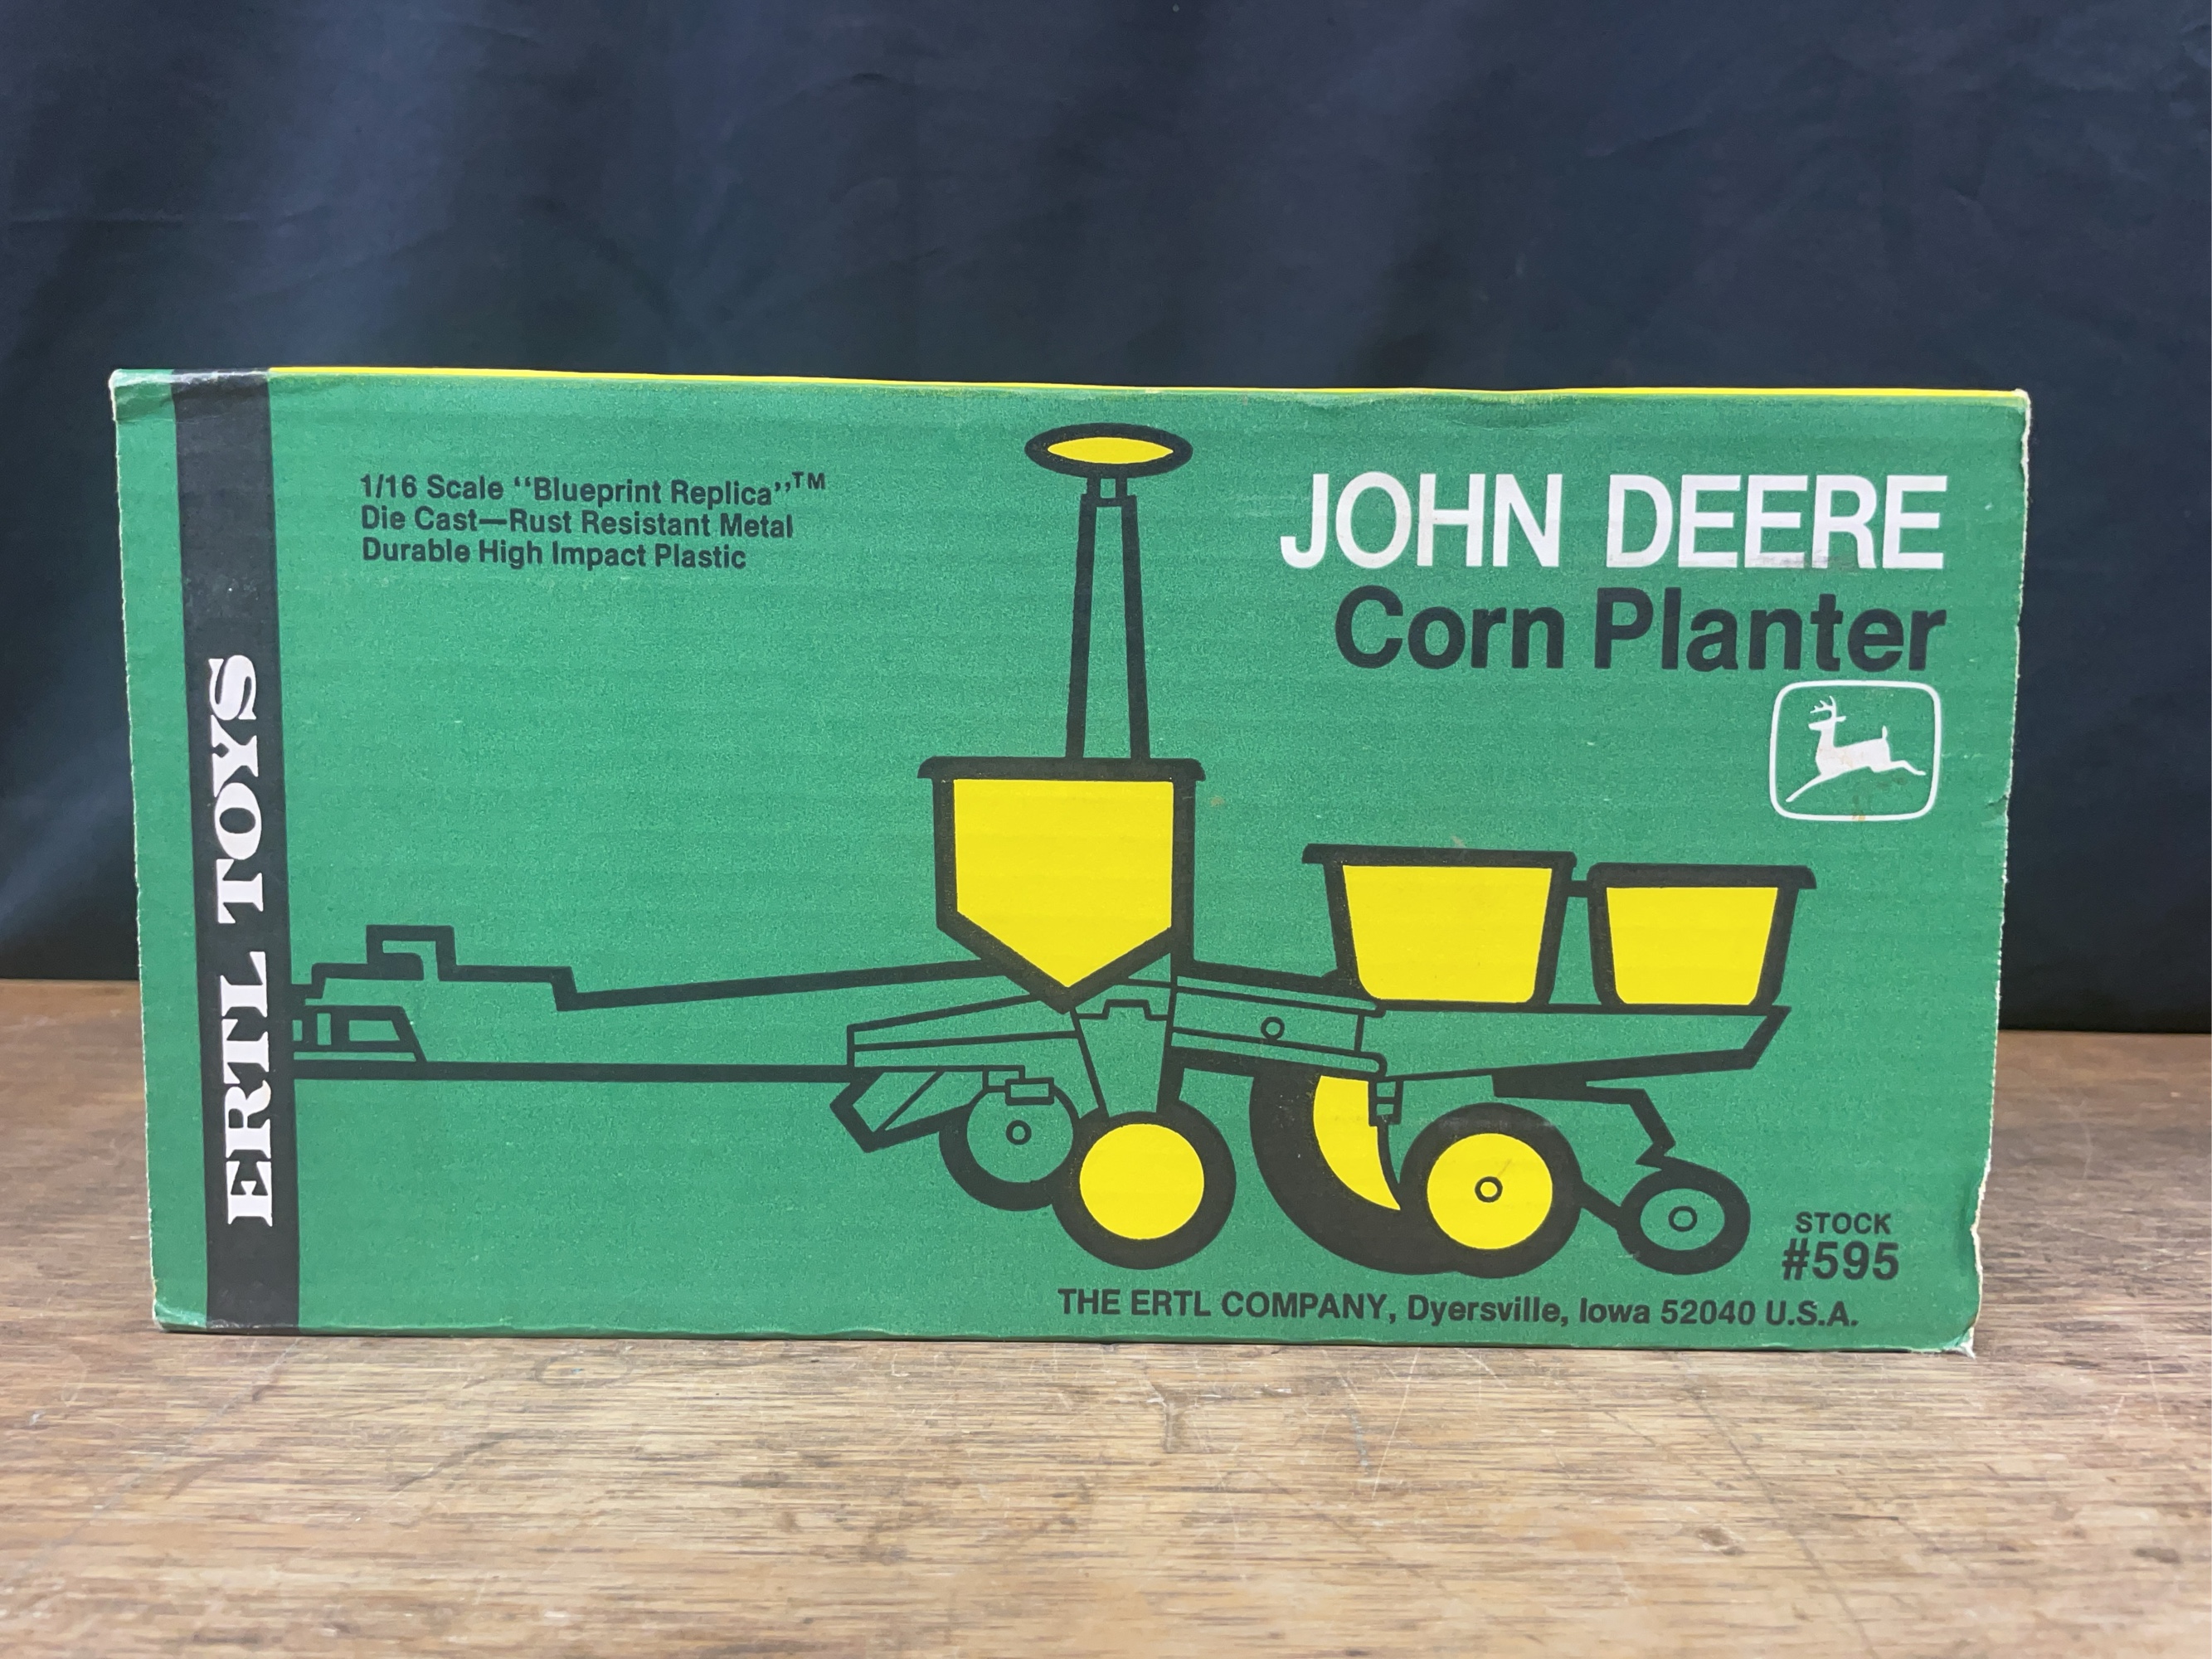 ERTL TOYS
1/16 Scale “Blueprint Replica”™
Die Cast—Rust Resistant Metal
Durable High Impact Plastic
JOHN DEERE
Corn Planter
STOCK
#595
THE ERTL COMPANY, Dyersville, Iowa 52040 U.S.A.